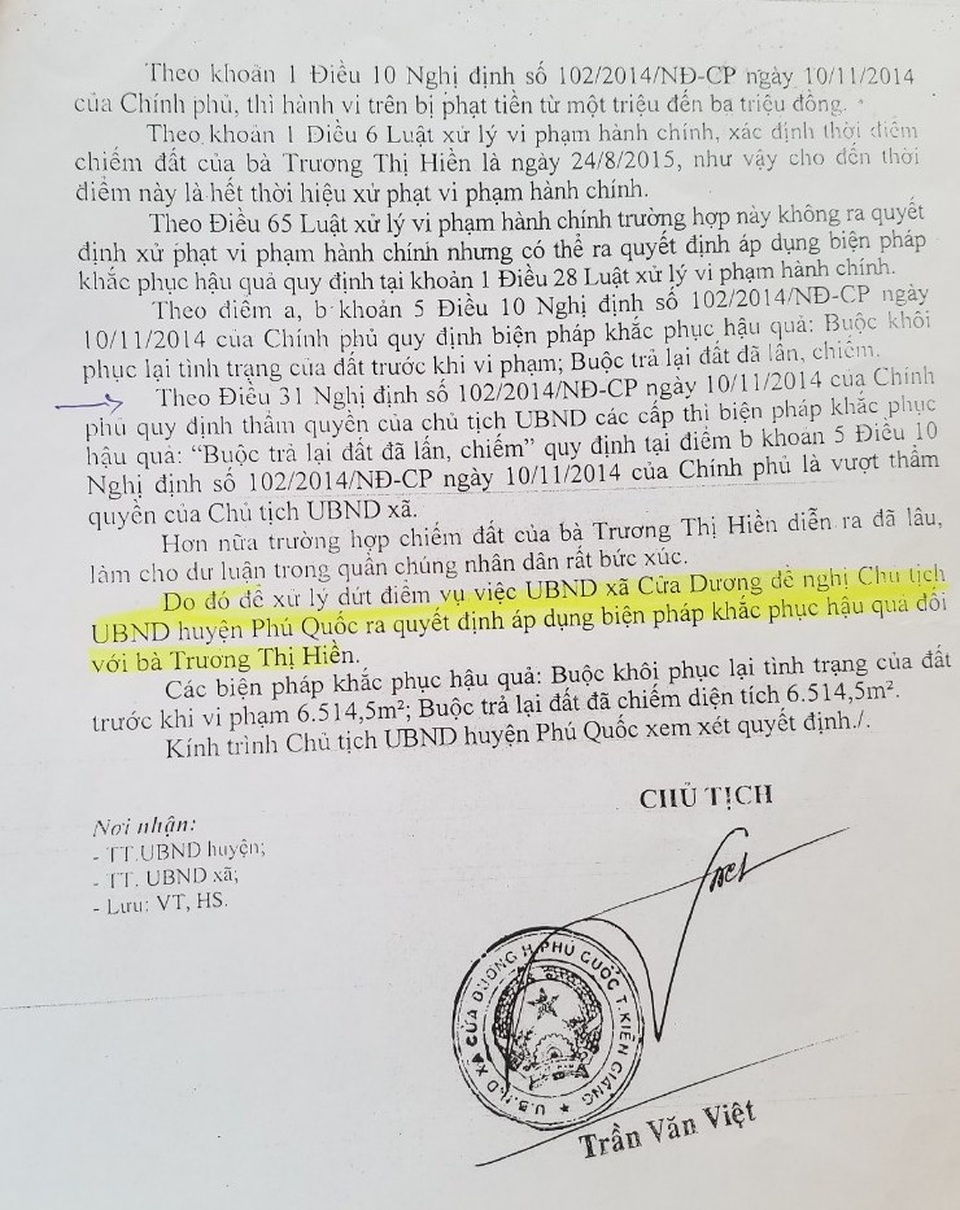 Theo khoản 1 Điều 10 Nghị định số 102/2014/NĐ-CP ngày 10/11/2014
của Chính phủ, thì hành vi trên bị phạt tiền từ một triệu đến ba triệu đồng.
Theo khoản 1 Điều 6 Luật xử lý vi phạm hành chính, xác định thời điểm
chiếm đất của bà Trương Thị Hiền là ngày 24/8/2015, như vậy cho đến thời
điểm này là hết thời hiệu xử phạt vi phạm hành chính.
Theo Điều 65 Luật xử lý vi phạm hành chính trường hợp này không ra quyết
định xử phạt vi phạm hành chính nhưng có thể ra quyết định áp dụng biện pháp
khắc phục hậu quả quy định tại khoản 1 Điều 28 Luật xử lý vi phạm hành chính.
Theo điểm a, b khoản 5 Điều 10 Nghị định số 102/2014/NĐ-CP ngày
10/11/2014 của Chính phủ quy định biện pháp khắc phục hậu quả: Buộc khôi
phục lại tình trạng của đất trước khi vi phạm; Buộc trả lại đất đã lấn, chiếm.
Theo Điều 31 Nghị định số 102/2014/NĐ-CP ngày 10/11/2014 của Chính
phủ quy định thẩm quyền của chủ tịch UBND các cấp thì biện pháp khắc phục
hậu quả: “Buộc trả lại đất đã lấn, chiếm” quy định tại điểm b khoản 5 Điều 10
Nghị định số 102/2014/NĐ-CP ngày 10/11/2014 của Chính phủ là vượt thẩm
quyền của Chủ tịch UBND xã.
Hơn nữa trường hợp chiếm đất của bà Trương Thị Hiền diễn ra đã lâu,
làm cho dư luận trong quần chúng nhân dân rất bức xúc.
Do đó để xử lý dứt điểm vụ việc UBND xã Cửa Dương đề nghị Chủ tịch
UBND huyện Phú Quốc ra quyết định áp dụng biện pháp khắc phục hậu quả đối
với bà Trương Thị Hiền.
Các biện pháp khắc phục hậu quả: Buộc khôi phục lại tình trạng của đất
trước khi vi phạm 6.514,5m²; Buộc trả lại đất đã chiếm diện tích 6.514,5m².
Kính trình Chủ tịch UBND huyện Phú Quốc xem xét quyết định./.
CHỦ TỊCH
Nơi nhận:
- TT.UBND huyện;
- TT. UBND xã;
- Lưu: VT, HS.
U.B.N.D XÃ CỬA DƯƠNG H.PHÚ QUỐC T.KIÊN GIANG
Trần Văn Việt